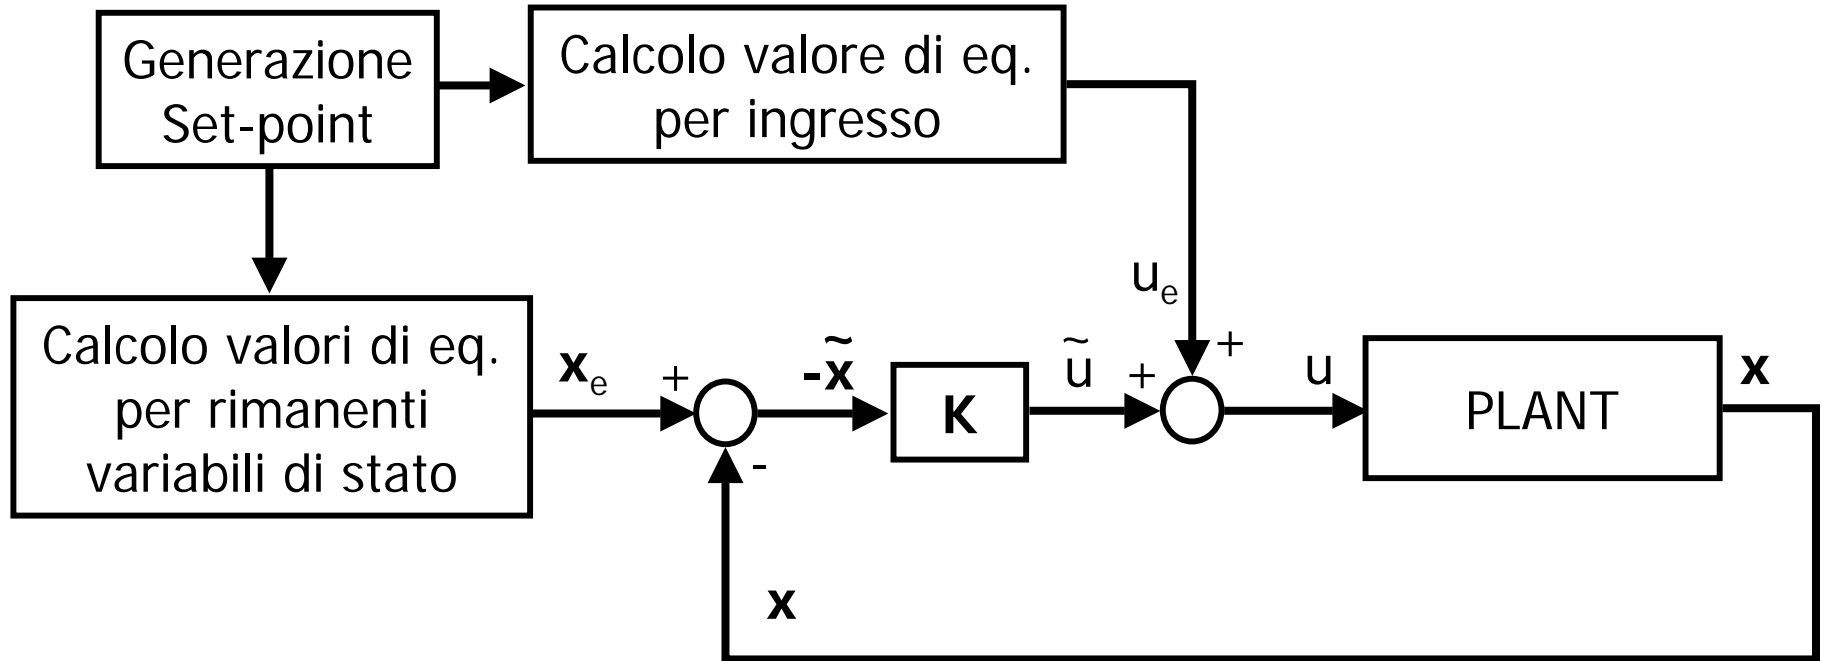 Generazione
Set-point
Calcolo valore di eq.
per ingresso
Calcolo valori di eq.
per rimanenti
variabili di stato
xₑ
+
-
-x̃
K
ũ
+
uₑ
+
u
PLANT
x
x